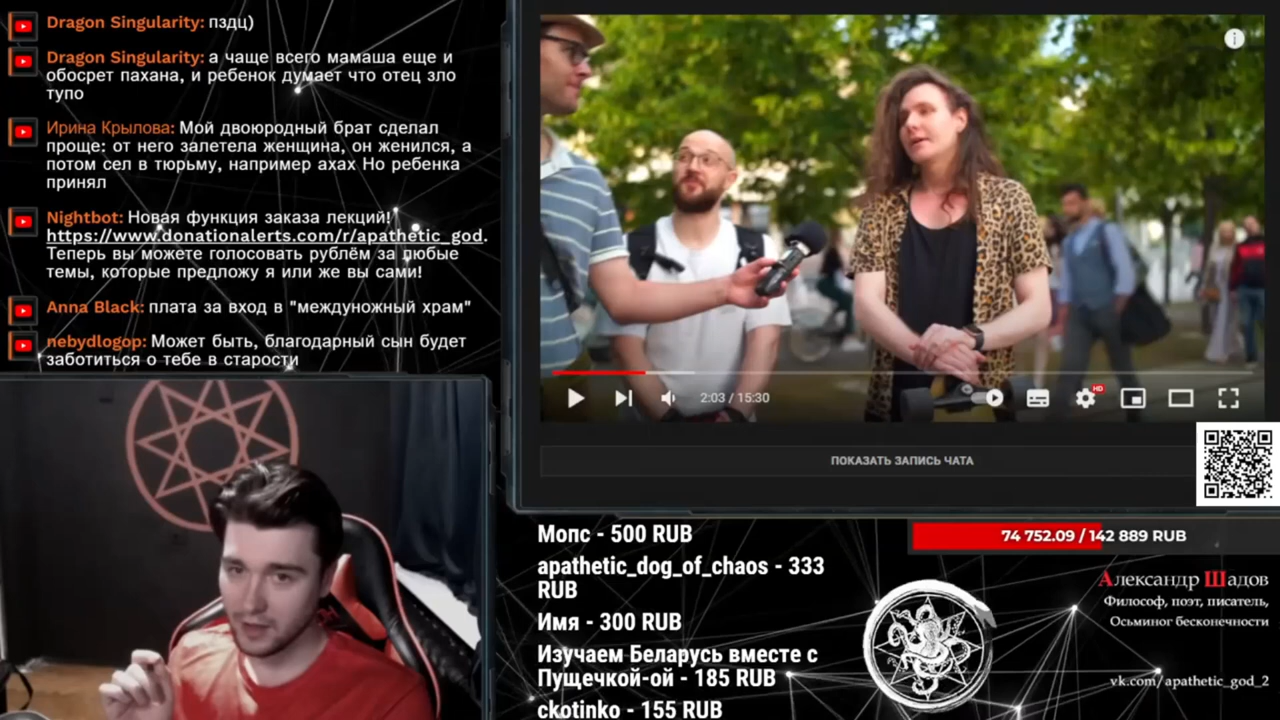 Dragon Singularity: пздц)
Dragon Singularity: а чаще всего мамаша еще и
обосрет пахана, и ребенок думает что отец зло
тупо
Ирина Крылова: Мой двоюродный брат сделал
проще: от него залетела женщина, он женился, а
потом сел в тюрьму, например ахах Но ребенка
принял
Nightbot: Новая функция заказа лекций!
https://www.donationalerts.com/r/apathetic_god.
Теперь вы можете голосовать рублём за любые
темы, которые предложу я или же вы сами!
Anna Black: плата за вход в "междуножный храм"
nebydlogop: Может быть, благодарный сын будет
заботиться о тебе в старости
2:03 / 15:30
HD
ПОКАЗАТЬ ЗАПИСЬ ЧАТА
Мопс - 500 RUB
apathetic_dog_of_chaos - 333
RUB
Имя - 300 RUB
Изучаем Беларусь вместе с
Пущечкой-ой - 185 RUB
ckotinko - 155 RUB
74 752.09 / 142 889 RUB
Александр Шадов
Философ, поэт, писатель,
Осьминог бесконечности
vk.com/apathetic_god_2